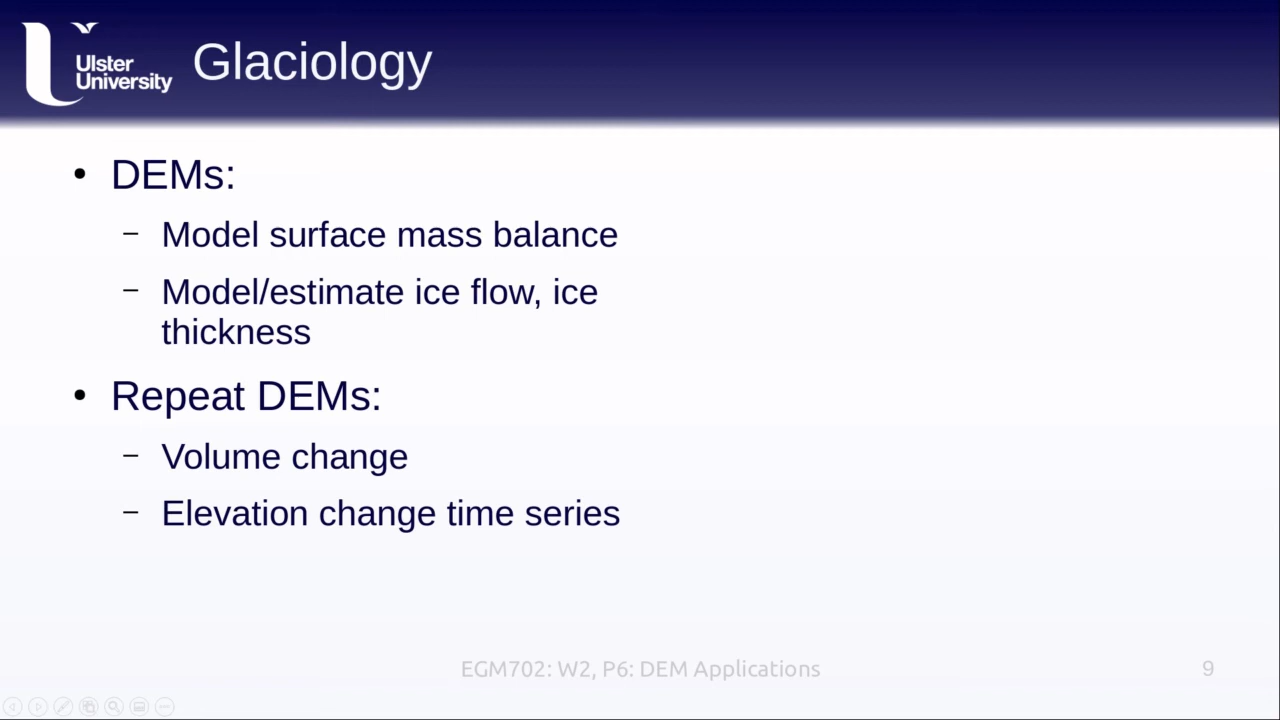 Ulster
University
Glaciology
• DEMs:
– Model surface mass balance
– Model/estimate ice flow, ice
thickness
• Repeat DEMs:
– Volume change
– Elevation change time series
EGM702: W2, P6: DEM Applications
9